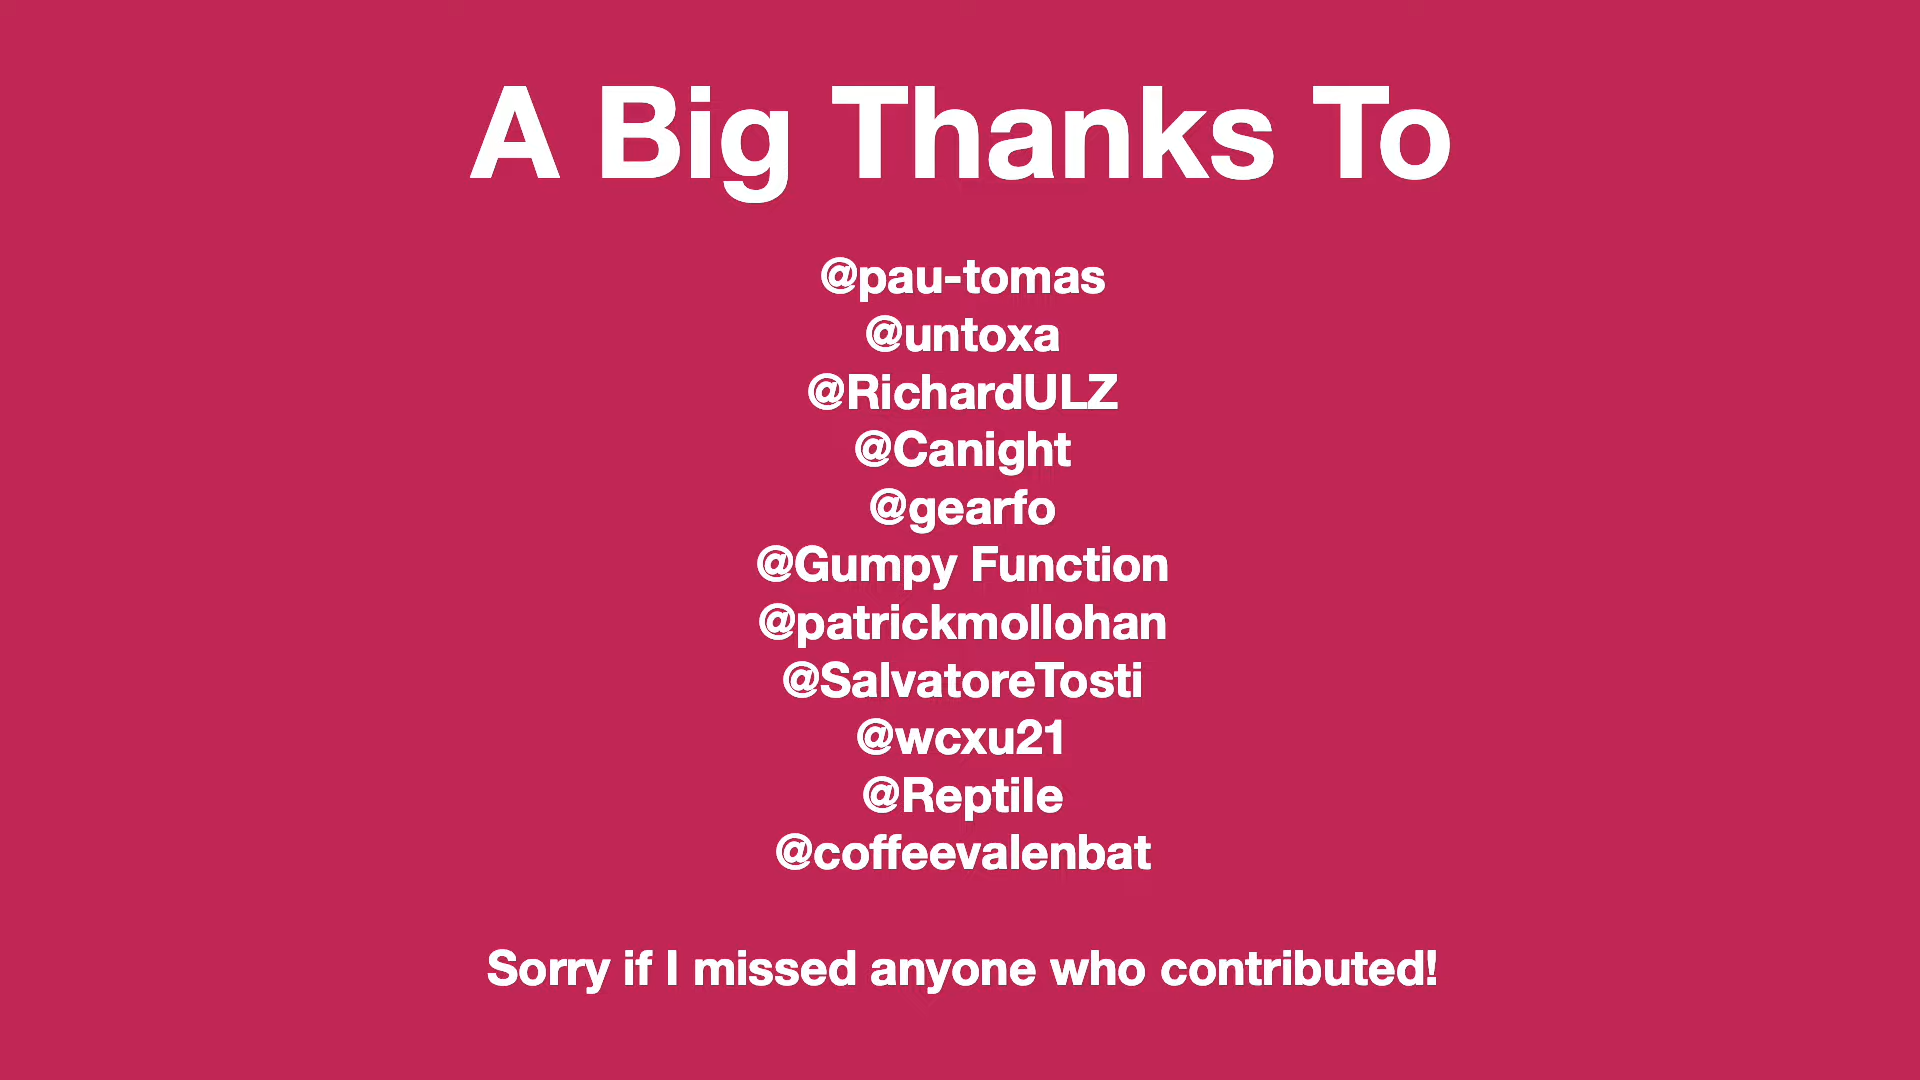 A Big Thanks To
@pau-tomas
@untoxa
@RichardULZ
@Canight
@gearfo
@Gumpy Function
@patrickmollohan
@SalvatoreTosti
@wcxu21
@Reptile
@coffeevalenbat
Sorry if I missed anyone who contributed!